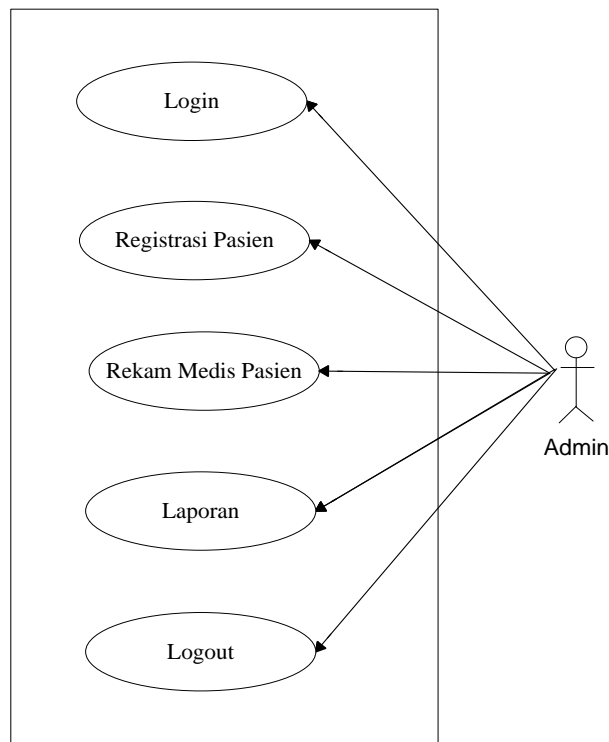 Login
Registrasi Pasien
Rekam Medis Pasien
Admin
Laporan
Logout